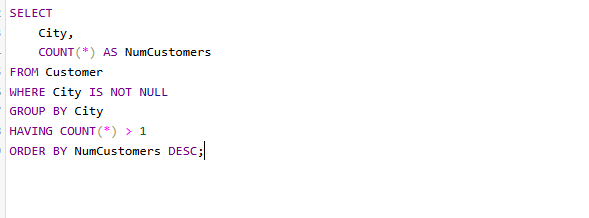 SELECT
    City,
    COUNT(*) AS NumCustomers
FROM Customer
WHERE City IS NOT NULL
GROUP BY City
HAVING COUNT(*) > 1
ORDER BY NumCustomers DESC;